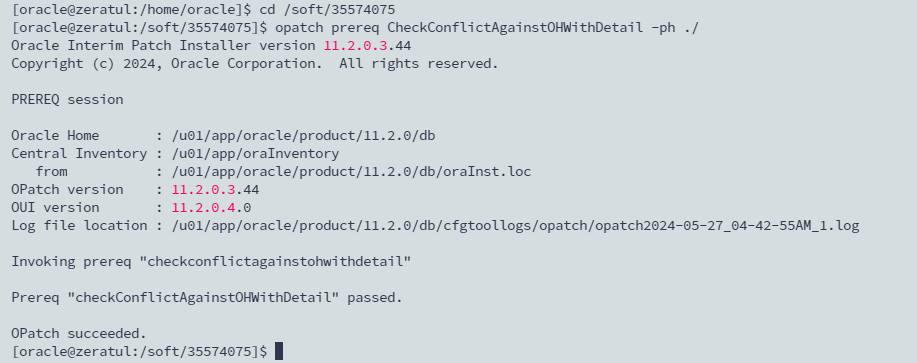 [oracle@zeratul:/home/oracle]$ cd /soft/35574075
[oracle@zeratul:/soft/35574075]$ opatch prereq CheckConflictAgainstOHWithDetail -ph ./
Oracle Interim Patch Installer version 11.2.0.3.44
Copyright (c) 2024, Oracle Corporation.  All rights reserved.

PREREQ session

Oracle Home       : /u01/app/oracle/product/11.2.0/db
Central Inventory : /u01/app/oraInventory
   from           : /u01/app/oracle/product/11.2.0/db/oraInst.loc
OPatch version    : 11.2.0.3.44
OUI version       : 11.2.0.4.0
Log file location : /u01/app/oracle/product/11.2.0/db/cfgtoollogs/opatch/opatch2024-05-27_04-42-55AM_1.log

Invoking prereq "checkconflictagainstohwithdetail"

Prereq "checkConflictAgainstOHWithDetail" passed.

OPatch succeeded.
[oracle@zeratul:/soft/35574075]$